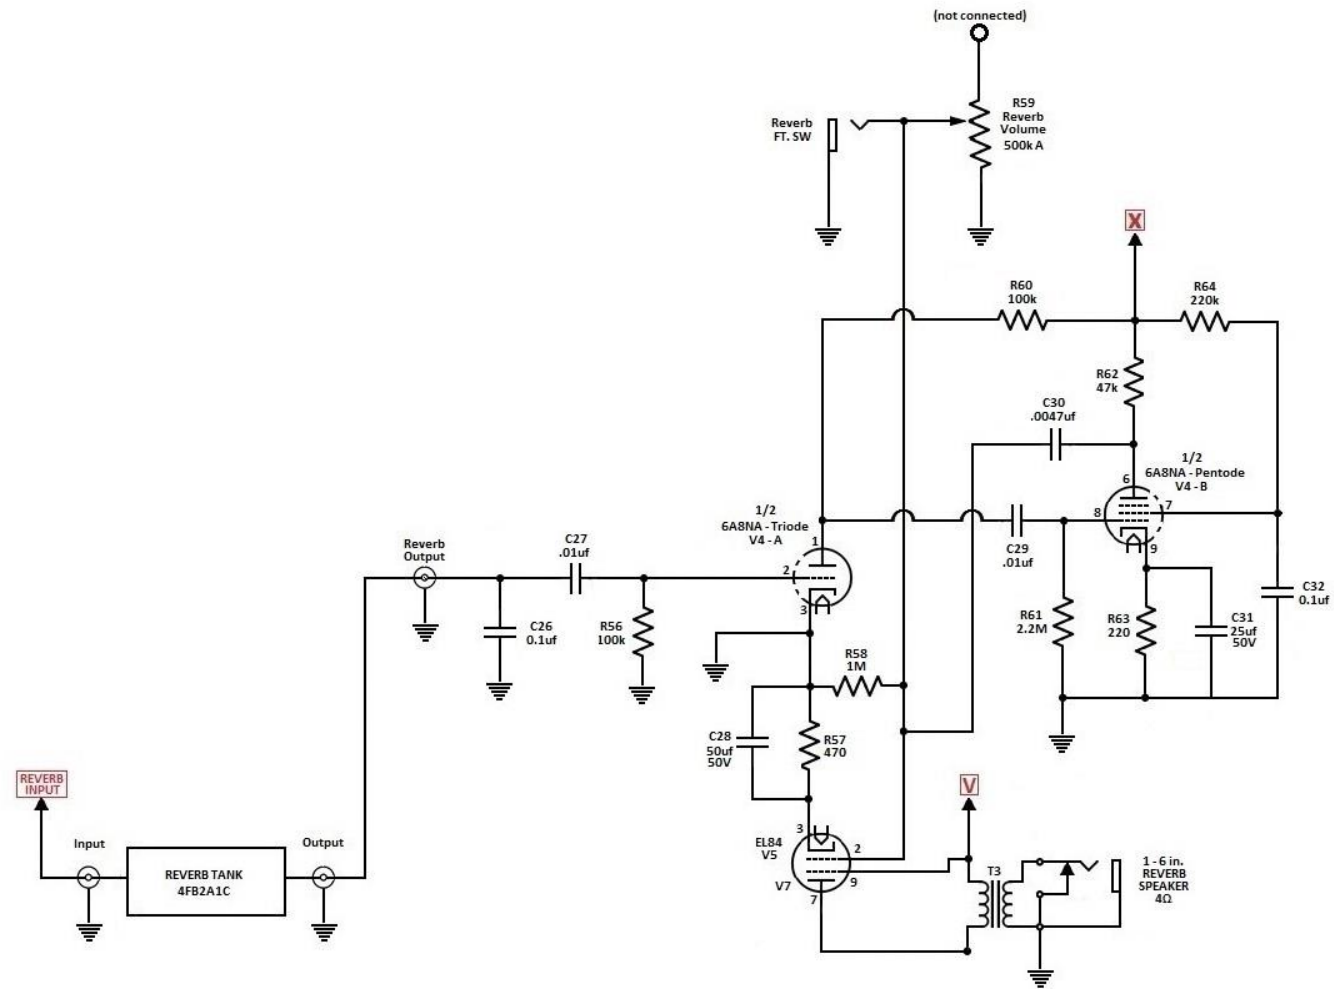 (not connected)
R59
Reverb
Volume
500k A
Reverb
FT. SW
X
R60
100k
R64
220k
R62
47k
C30
.0047uf
1/2
6A8NA - Pentode
V4 - B
6
7
8
9
1/2
6A8NA - Triode
V4 - A
1
2
3
C29
.01uf
Reverb
Output
C27
.01uf
C26
0.1uf
R56
100k
R61
2.2M
R63
220
C31
25uf
50V
C32
0.1uf
R58
1M
C28
50uf
50V
R57
470
V
REVERB
INPUT
Input
REVERB TANK
4FB2A1C
Output
EL84
V5
V7
3
2
9
7
T3
1 - 6 in.
REVERB
SPEAKER
4Ω